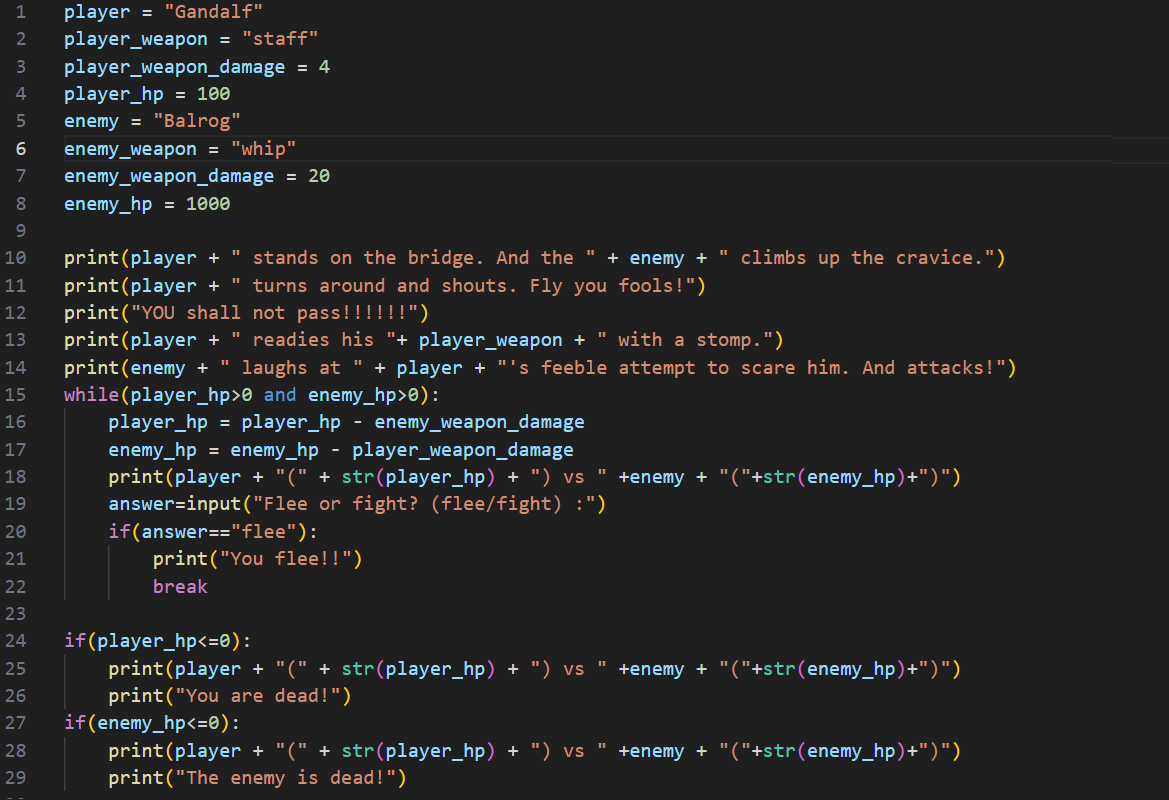 1 player = "Gandalf"
2 player_weapon = "staff"
3 player_weapon_damage = 4
4 player_hp = 100
5 enemy = "Balrog"
6 enemy_weapon = "whip"
7 enemy_weapon_damage = 20
8 enemy_hp = 1000
9
10 print(player + " stands on the bridge. And the " + enemy + " climbs up the cravice.")
11 print(player + " turns around and shouts. Fly you fools!")
12 print("YOU shall not pass!!!!!!")
13 print(player + " readies his "+ player_weapon + " with a stomp.")
14 print(enemy + " laughs at " + player + "'s feeble attempt to scare him. And attacks!")
15 while(player_hp>0 and enemy_hp>0):
16     player_hp = player_hp - enemy_weapon_damage
17     enemy_hp = enemy_hp - player_weapon_damage
18     print(player + "(" + str(player_hp) + ") vs " +enemy + "("+str(enemy_hp)+")")
19     answer=input("Flee or fight? (flee/fight) :")
20     if(answer=="flee"):
21         print("You flee!!")
22         break
23
24 if(player_hp<=0):
25     print(player + "(" + str(player_hp) + ") vs " +enemy + "("+str(enemy_hp)+")")
26     print("You are dead!")
27 if(enemy_hp<=0):
28     print(player + "(" + str(player_hp) + ") vs " +enemy + "("+str(enemy_hp)+")")
29     print("The enemy is dead!")